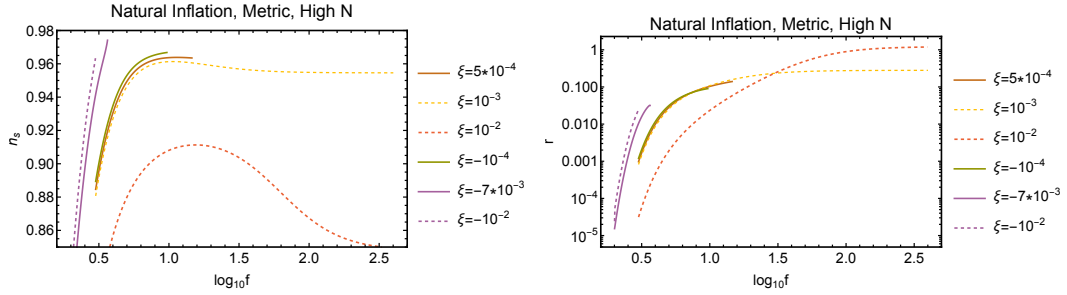 Natural Inflation, Metric, High N
0.98
0.96
0.94
0.92
0.90
0.88
0.86
n_s
0.5 1.0 1.5 2.0 2.5
log₁₀f
ξ=5*10⁻⁴
ξ=10⁻³
ξ=10⁻²
ξ=-10⁻⁴
ξ=-7*10⁻³
ξ=-10⁻²
Natural Inflation, Metric, High N
1
0.100
0.010
0.001
10⁻⁴
10⁻⁵
r
0.5 1.0 1.5 2.0 2.5
log₁₀f
ξ=5*10⁻⁴
ξ=10⁻³
ξ=10⁻²
ξ=-10⁻⁴
ξ=-7*10⁻³
ξ=-10⁻²